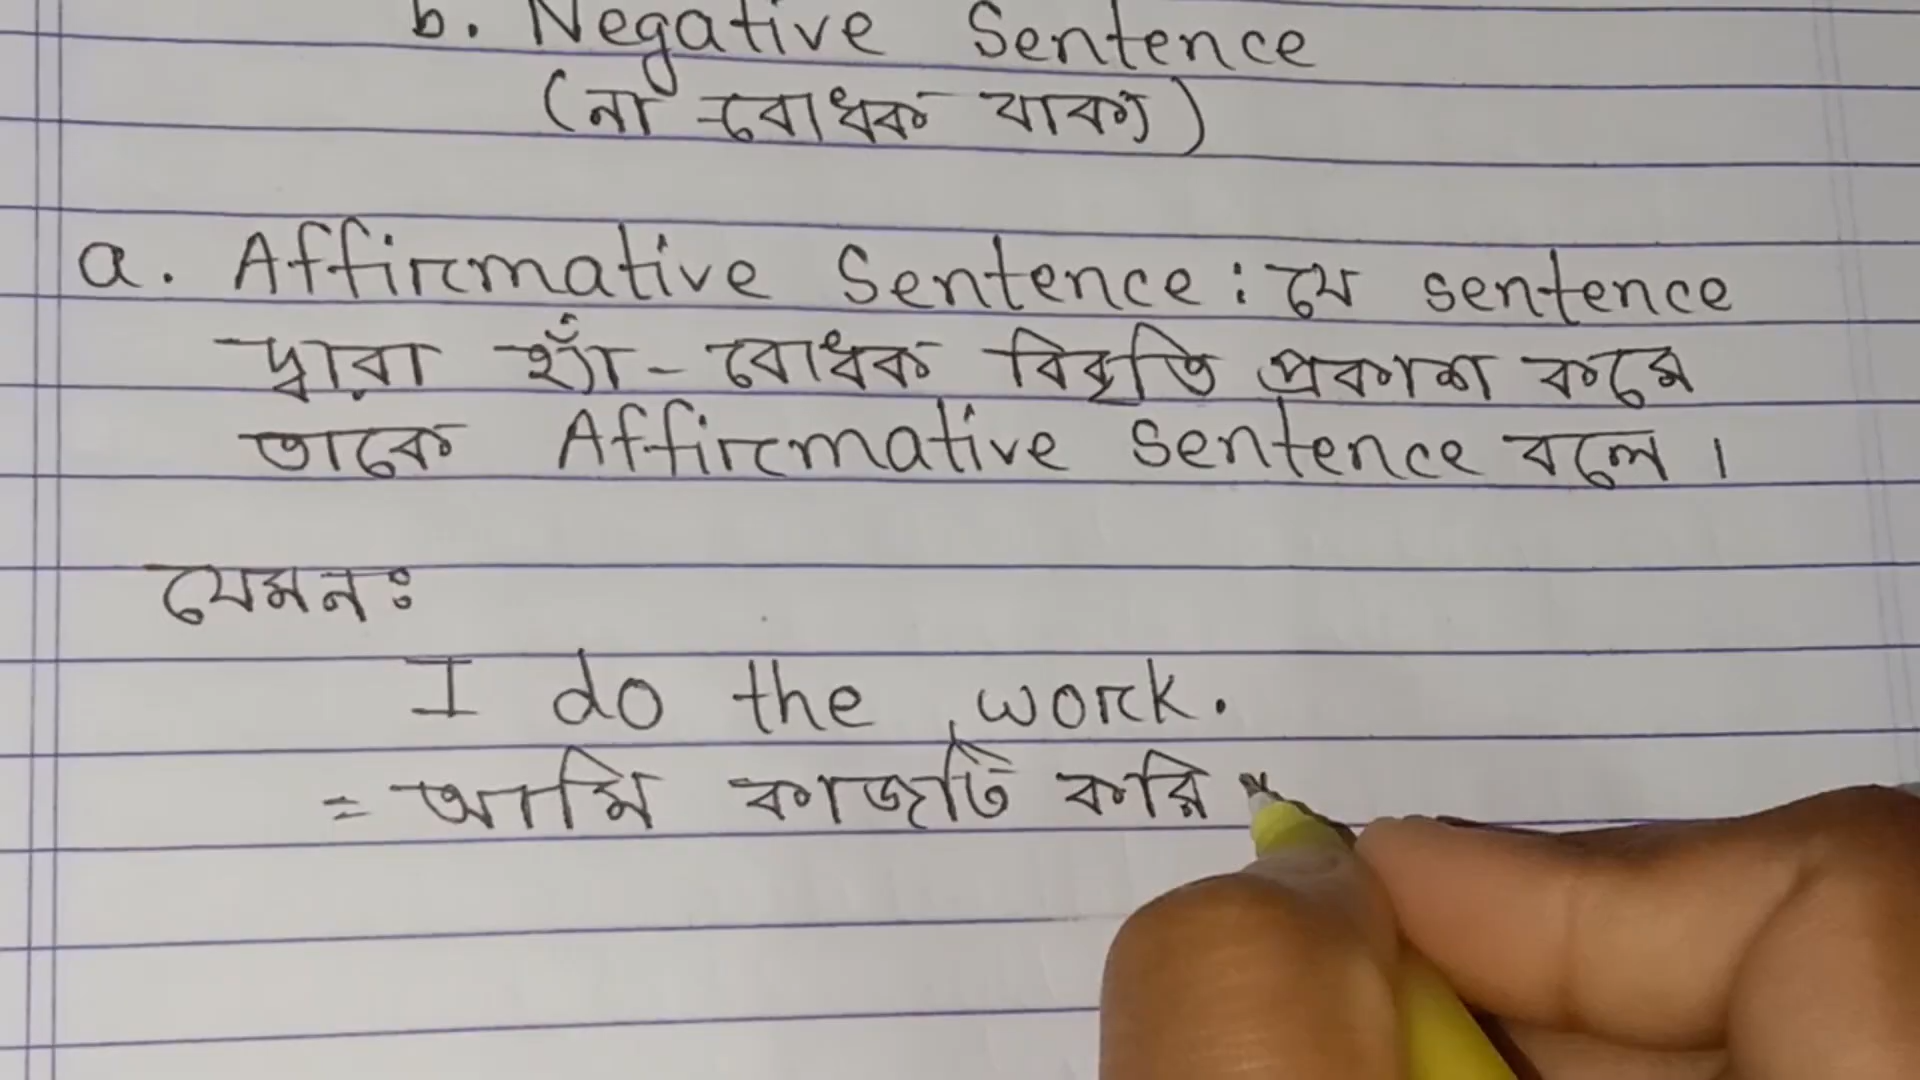 b. Negative Sentence
(না -বোধক বাক্য)
a. Affirmative Sentence : যে sentence
দ্বারা হ্যাঁ - বোধক বিবৃতি প্রকাশ করে
তাকে Affirmative sentence বলে।
যেমনঃ
I do the work.
= আমি কাজটি করি